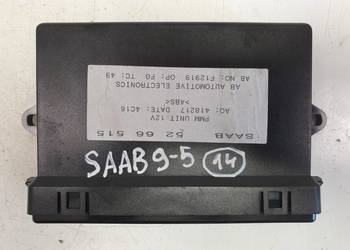 SAAB 52 66 515
PMM UNIT 12V
AO: 418217 DATE: 4C16
>ABS<
AB AUTOMOTIVE ELECTRONICS
AB NO: F12919 OP: F0 TC: 49
SAAB 9-5 14